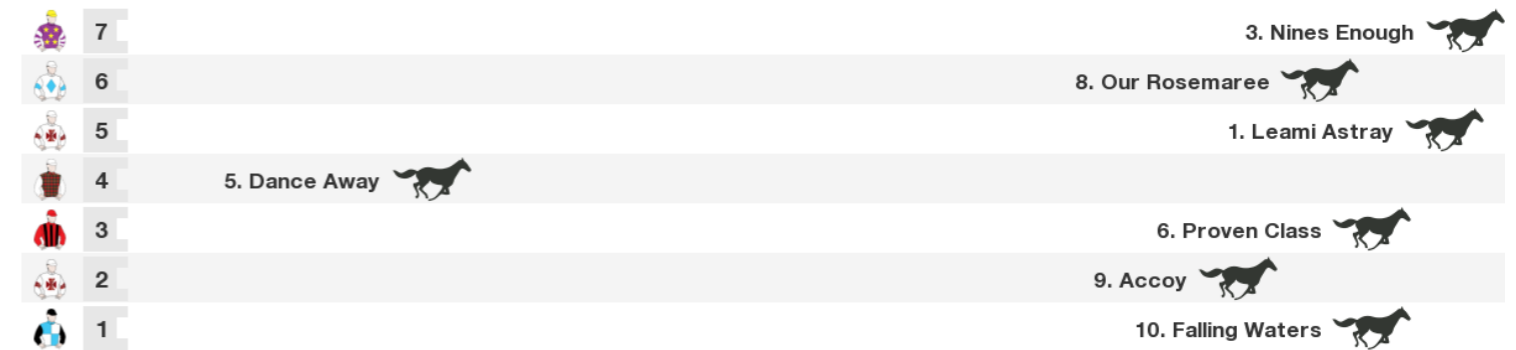 7 3. Nines Enough
6 8. Our Rosemaree
5 1. Leami Astray
4 5. Dance Away
3 6. Proven Class
2 9. Accoy
1 10. Falling Waters